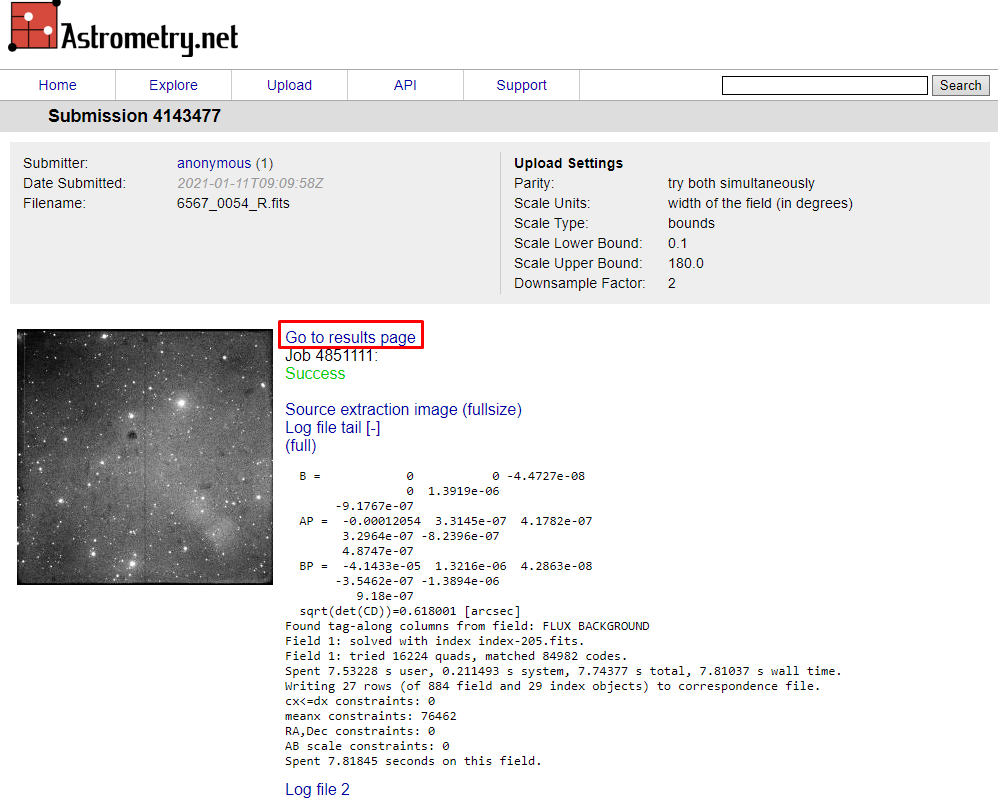 Astrometry.net
Home Explore Upload API Support Search
Submission 4143477
Submitter: anonymous (1)
Date Submitted: 2021-01-11T09:09:58Z
Filename: 6567_0054_R.fits
Upload Settings
Parity: try both simultaneously
Scale Units: width of the field (in degrees)
Scale Type: bounds
Scale Lower Bound: 0.1
Scale Upper Bound: 180.0
Downsample Factor: 2
Go to results page
Job 4851111:
Success
Source extraction image (fullsize)
Log file tail [-]
(full)
B = 0 0 -4.4727e-08
0 1.3919e-06
-9.1767e-07
AP = -0.00012054 3.3145e-07 4.1782e-07
3.2964e-07 -8.2396e-07
4.8747e-07
BP = -4.1433e-05 1.3216e-06 4.2863e-08
-3.5462e-07 -1.3894e-06
9.18e-07
sqrt(det(CD))=0.618001 [arcsec]
Found tag-along columns from field: FLUX BACKGROUND
Field 1: solved with index index-205.fits.
Field 1: tried 16224 quads, matched 84982 codes.
Spent 7.53228 s user, 0.211493 s system, 7.74377 s total, 7.81037 s wall time.
Writing 27 rows (of 884 field and 29 index objects) to correspondence file.
cx<=dx constraints: 0
meanx constraints: 76462
RA,Dec constraints: 0
AB scale constraints: 0
Spent 7.81845 seconds on this field.
Log file 2